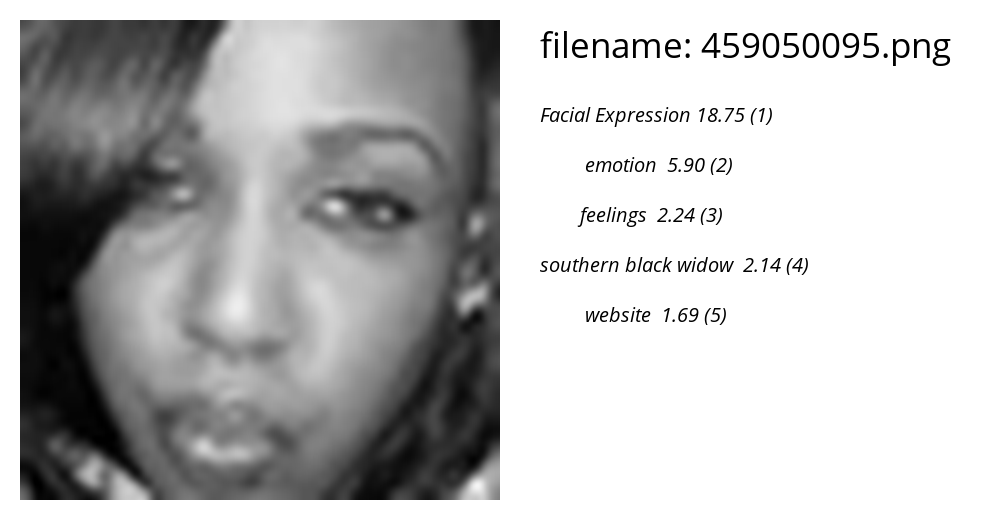 filename: 459050095.png
Facial Expression 18.75 (1)
emotion 5.90 (2)
feelings 2.24 (3)
southern black widow 2.14 (4)
website 1.69 (5)